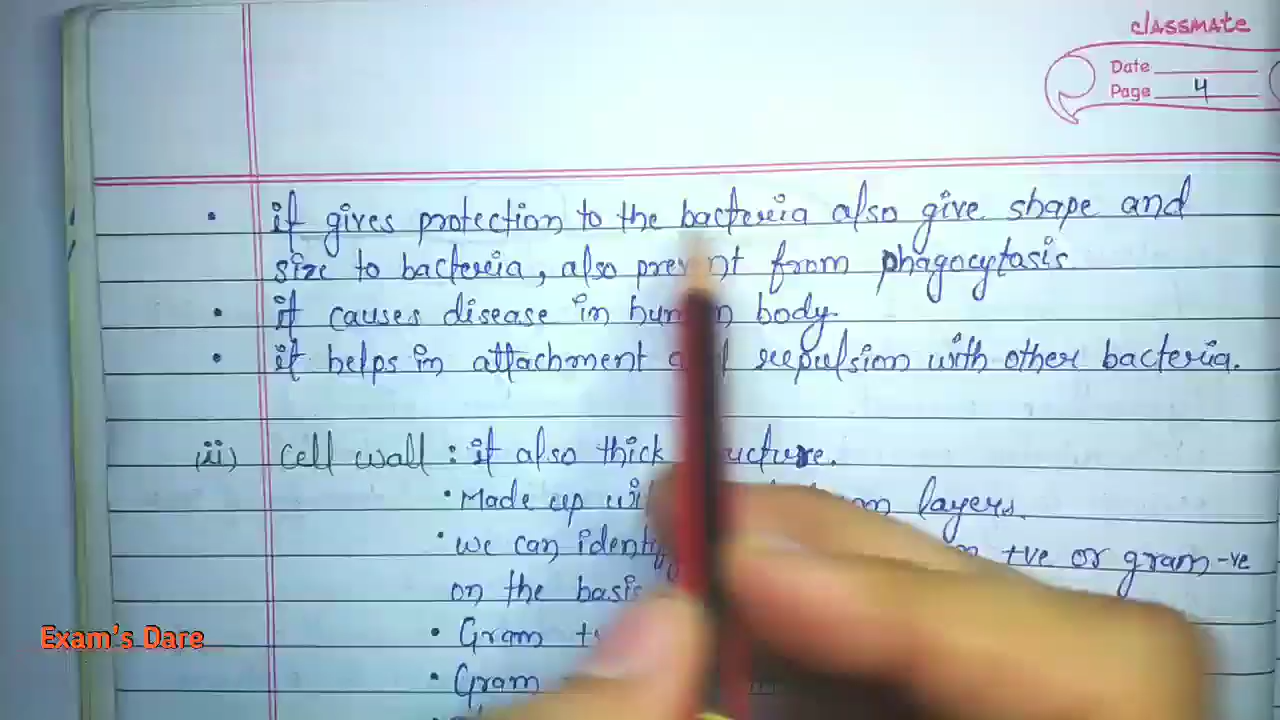 classmate
Date
Page 4
• it gives protection to the bacteria also give shape and
size to bacteria, also prevent from phagocytasis
• it causes disease in human body.
• it helps in attachment repulsion with other bacteria.
(ii) cell wall : it also thick structure.
• Made up layers.
• we can identify +ve or gram -ve
on the basis
Exam's Dare
• Gram
• Gram